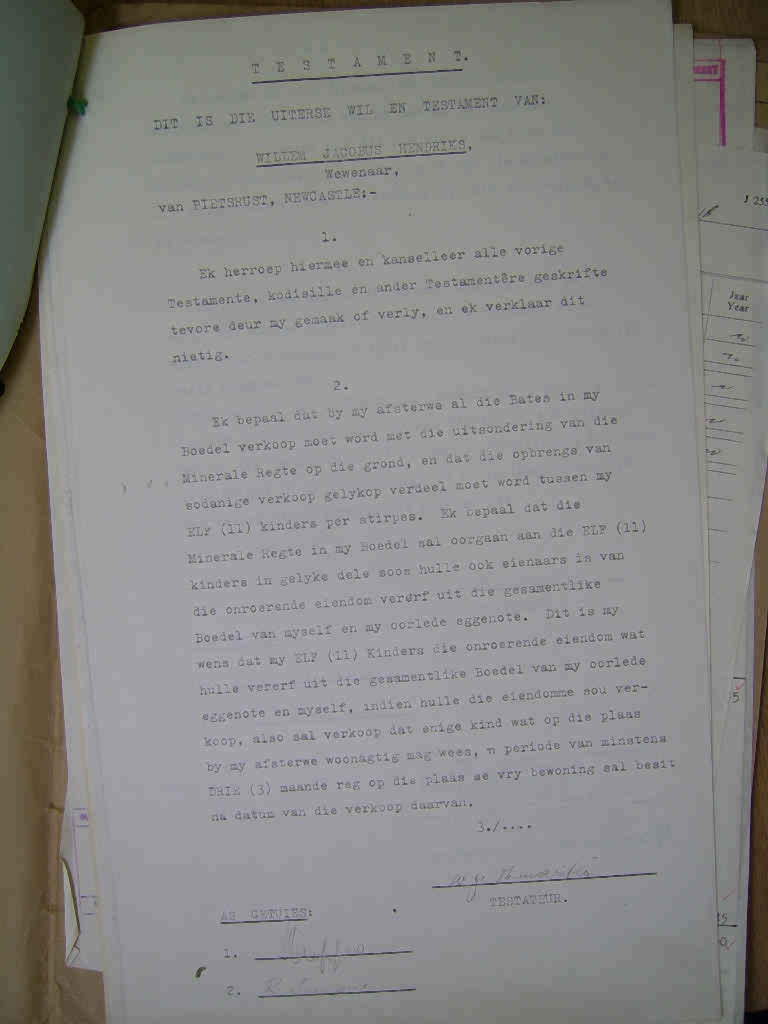 T E S T A M E N T.
DIT IS DIE UITERSE WIL EN TESTAMENT VAN:
WILLEM JACOBUS HENDRIKS,
Wewenaar,
van PIETSRUST, NEWCASTLE:-
1.
Ek herroep hiermee en kanselleer alle vorige
Testamente, kodisille en ander Testamentêre geskrifte
tevore deur my gemaak of verly, en ek verklaar dit
nietig.
2.
Ek bepaal dat by my afsterwe al die Bates in my
Boedel verkoop moet word met die uitsondering van die
Minerale Regte op die grond, en dat die opbrengs van
sodanige verkoop gelykop verdeel moet word tussen my
ELF (11) kinders per stirpes. Ek bepaal dat die
Minerale Regte in my Boedel sal oorgaan aan die ELF (11)
kinders in gelyke dele soos hulle ook eienaars is van
die onroerende eiendom verërf uit die gesamentlike
Boedel van myself en my oorlede eggenote. Dit is my
wens dat my ELF (11) Kinders die onroerende eiendom wat
hulle vererf uit die gesamentlike Boedel van my oorlede
eggenote en myself, indien hulle die eiendomme sou ver-
koop, also sal verkoop dat enige kind wat op die plaas
by my afsterwe woonagtig mag wees, n periode van minstens
DRIE (3) maande reg op die plaas se vry bewoning sal besit
na datum van die verkoop daarvan.
3./....
TESTATEUR.
AS GETUIES:
1.
2.
J 255
Jaar
Year